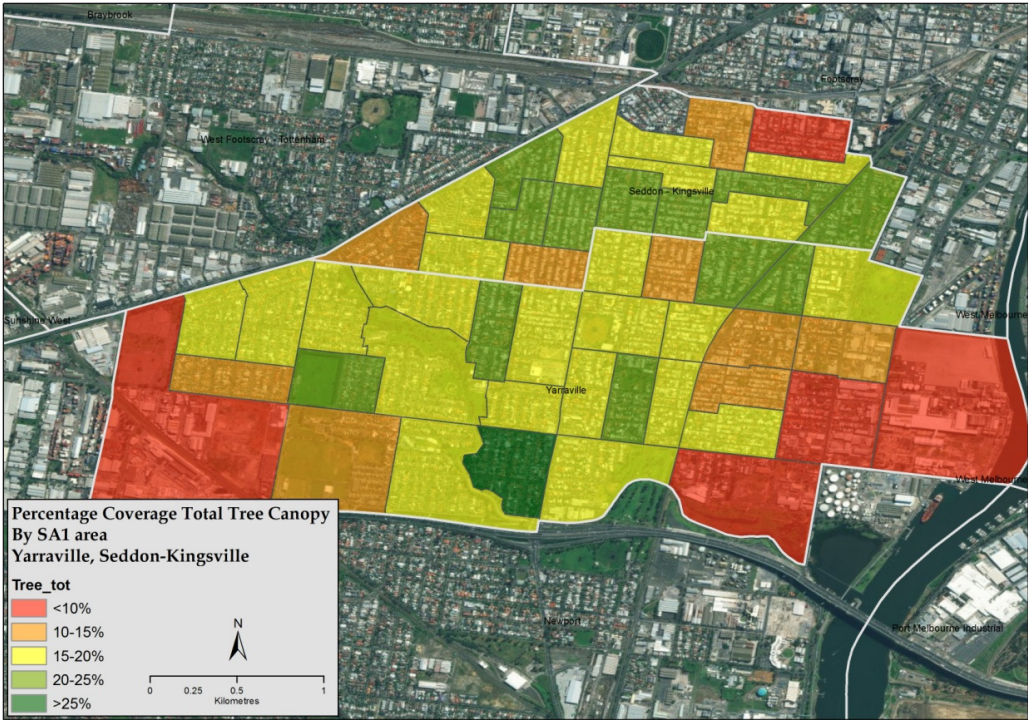 Braybrook
Footscray
West Footscray - Tottenham
Seddon - Kingsville
Sunshine West
West Melbourne
Yarraville
West Melbourne
Percentage Coverage Total Tree Canopy
By SA1 area
Yarraville, Seddon-Kingsville
Tree_tot
<10%
10-15%
15-20%
20-25%
>25%
N
0 0.25 0.5 1
Kilometres
Newport
Port Melbourne Industrial